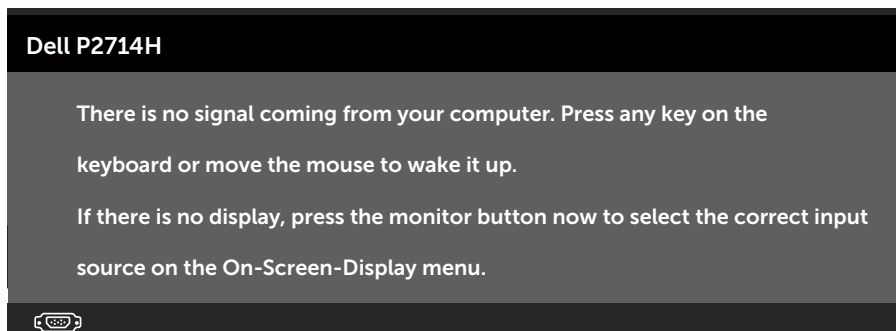 Dell P2714H
There is no signal coming from your computer. Press any key on the
keyboard or move the mouse to wake it up.
If there is no display, press the monitor button now to select the correct input
source on the On-Screen-Display menu.